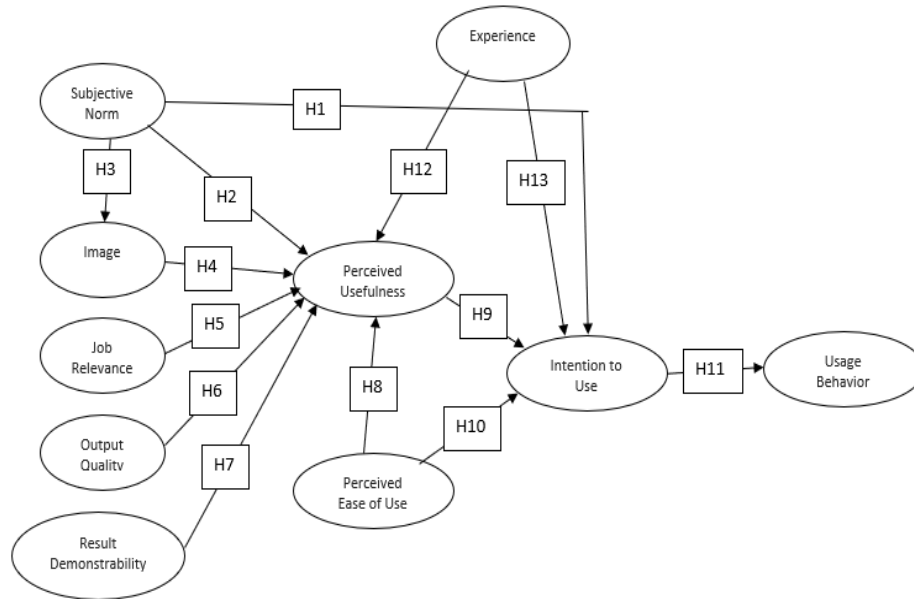 Experience
Subjective
Norm
H1
H3
H2
H12
H13
Image
H4
Perceived
Usefulness
H5
H9
Job
Relevance
H6
H8
Intention to
Use
H11
Usage
Behavior
H10
Output
Quality
H7
Perceived
Ease of Use
Result
Demonstrability